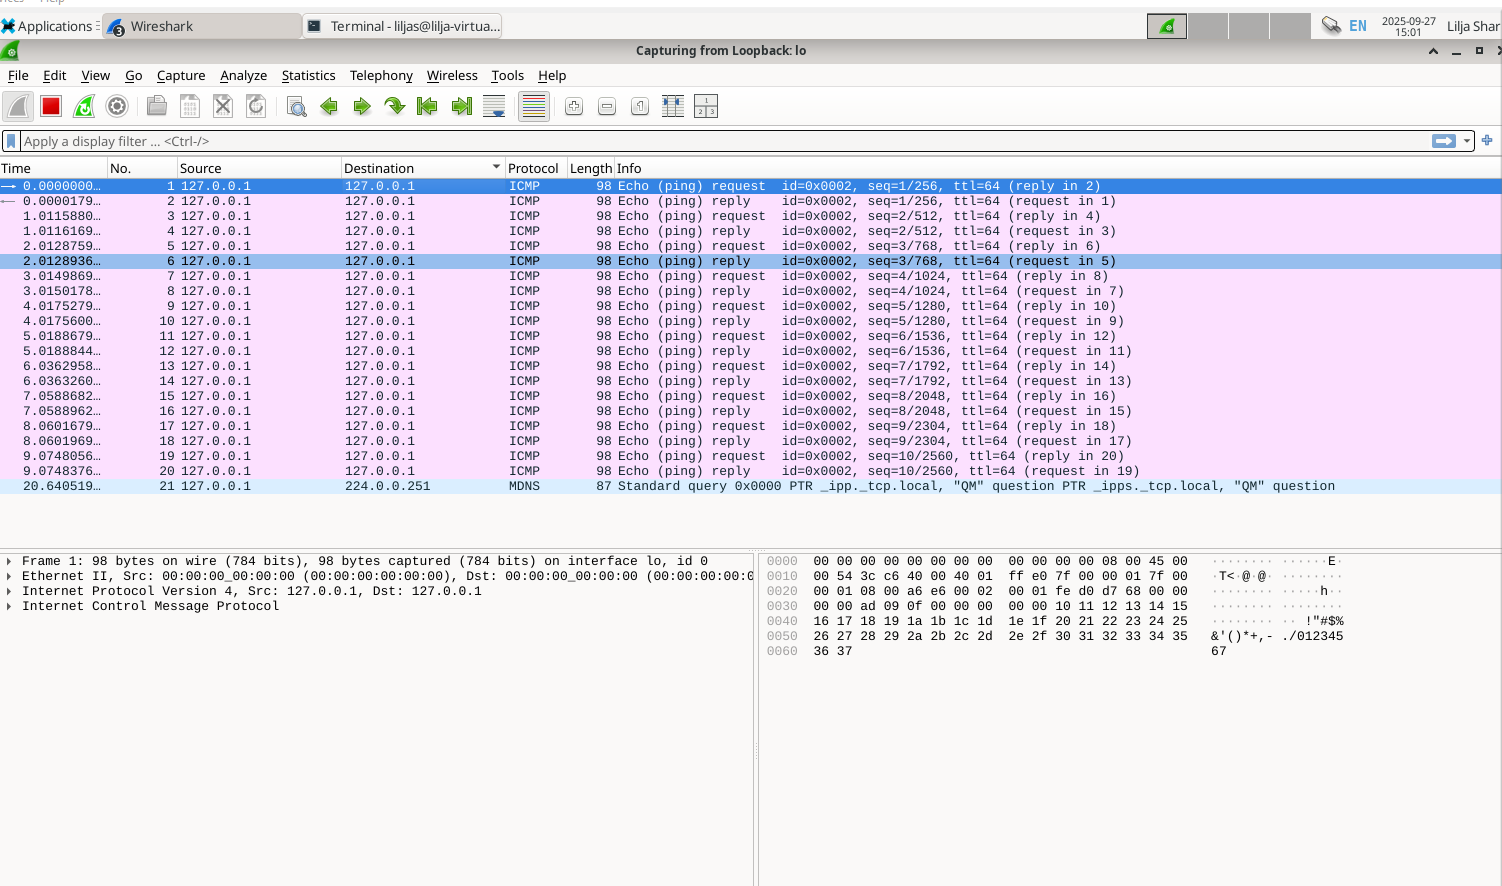 Applications
3 Wireshark
Terminal - liljas@lilja-virtua...
EN
2025-09-27
15:01
Lilja Shar
Capturing from Loopback: lo
File Edit View Go Capture Analyze Statistics Telephony Wireless Tools Help
Apply a display filter ... <Ctrl-/>
Time No. Source Destination Protocol Length Info
0.0000000… 1 127.0.0.1 127.0.0.1 ICMP 98 Echo (ping) request id=0x0002, seq=1/256, ttl=64 (reply in 2)
0.0000179… 2 127.0.0.1 127.0.0.1 ICMP 98 Echo (ping) reply id=0x0002, seq=1/256, ttl=64 (request in 1)
1.0115880… 3 127.0.0.1 127.0.0.1 ICMP 98 Echo (ping) request id=0x0002, seq=2/512, ttl=64 (reply in 4)
1.0116169… 4 127.0.0.1 127.0.0.1 ICMP 98 Echo (ping) reply id=0x0002, seq=2/512, ttl=64 (request in 3)
2.0128759… 5 127.0.0.1 127.0.0.1 ICMP 98 Echo (ping) request id=0x0002, seq=3/768, ttl=64 (reply in 6)
2.0128936… 6 127.0.0.1 127.0.0.1 ICMP 98 Echo (ping) reply id=0x0002, seq=3/768, ttl=64 (request in 5)
3.0149869… 7 127.0.0.1 127.0.0.1 ICMP 98 Echo (ping) request id=0x0002, seq=4/1024, ttl=64 (reply in 8)
3.0150178… 8 127.0.0.1 127.0.0.1 ICMP 98 Echo (ping) reply id=0x0002, seq=4/1024, ttl=64 (request in 7)
4.0175279… 9 127.0.0.1 127.0.0.1 ICMP 98 Echo (ping) request id=0x0002, seq=5/1280, ttl=64 (reply in 10)
4.0175600… 10 127.0.0.1 127.0.0.1 ICMP 98 Echo (ping) reply id=0x0002, seq=5/1280, ttl=64 (request in 9)
5.0188679… 11 127.0.0.1 127.0.0.1 ICMP 98 Echo (ping) request id=0x0002, seq=6/1536, ttl=64 (reply in 12)
5.0188844… 12 127.0.0.1 127.0.0.1 ICMP 98 Echo (ping) reply id=0x0002, seq=6/1536, ttl=64 (request in 11)
6.0362958… 13 127.0.0.1 127.0.0.1 ICMP 98 Echo (ping) request id=0x0002, seq=7/1792, ttl=64 (reply in 14)
6.0363260… 14 127.0.0.1 127.0.0.1 ICMP 98 Echo (ping) reply id=0x0002, seq=7/1792, ttl=64 (request in 13)
7.0588682… 15 127.0.0.1 127.0.0.1 ICMP 98 Echo (ping) request id=0x0002, seq=8/2048, ttl=64 (reply in 16)
7.0588962… 16 127.0.0.1 127.0.0.1 ICMP 98 Echo (ping) reply id=0x0002, seq=8/2048, ttl=64 (request in 15)
8.0601679… 17 127.0.0.1 127.0.0.1 ICMP 98 Echo (ping) request id=0x0002, seq=9/2304, ttl=64 (reply in 18)
8.0601969… 18 127.0.0.1 127.0.0.1 ICMP 98 Echo (ping) reply id=0x0002, seq=9/2304, ttl=64 (request in 17)
9.0748056… 19 127.0.0.1 127.0.0.1 ICMP 98 Echo (ping) request id=0x0002, seq=10/2560, ttl=64 (reply in 20)
9.0748376… 20 127.0.0.1 127.0.0.1 ICMP 98 Echo (ping) reply id=0x0002, seq=10/2560, ttl=64 (request in 19)
20.640519… 21 127.0.0.1 224.0.0.251 MDNS 87 Standard query 0x0000 PTR _ipp._tcp.local, "QM" question PTR _ipps._tcp.local, "QM" question
Frame 1: 98 bytes on wire (784 bits), 98 bytes captured (784 bits) on interface lo, id 0
Ethernet II, Src: 00:00:00_00:00:00 (00:00:00:00:00:00), Dst: 00:00:00_00:00:00 (00:00:00:00:00:0
Internet Protocol Version 4, Src: 127.0.0.1, Dst: 127.0.0.1
Internet Control Message Protocol
0000 00 00 00 00 00 00 00 00 00 00 00 00 08 00 45 00 ········ ······E·
0010 00 54 3c c6 40 00 40 01 ff e0 7f 00 00 01 7f 00 ·T<·@·@· ········
0020 00 01 08 00 a6 e6 00 02 00 01 fe d0 d7 68 00 00 ········ ·····h··
0030 00 00 ad 09 0f 00 00 00 00 00 10 11 12 13 14 15 ········ ········
0040 16 17 18 19 1a 1b 1c 1d 1e 1f 20 21 22 23 24 25 ········ ·· !"#$%
0050 26 27 28 29 2a 2b 2c 2d 2e 2f 30 31 32 33 34 35 &'()*+,- ./012345
0060 36 37 67